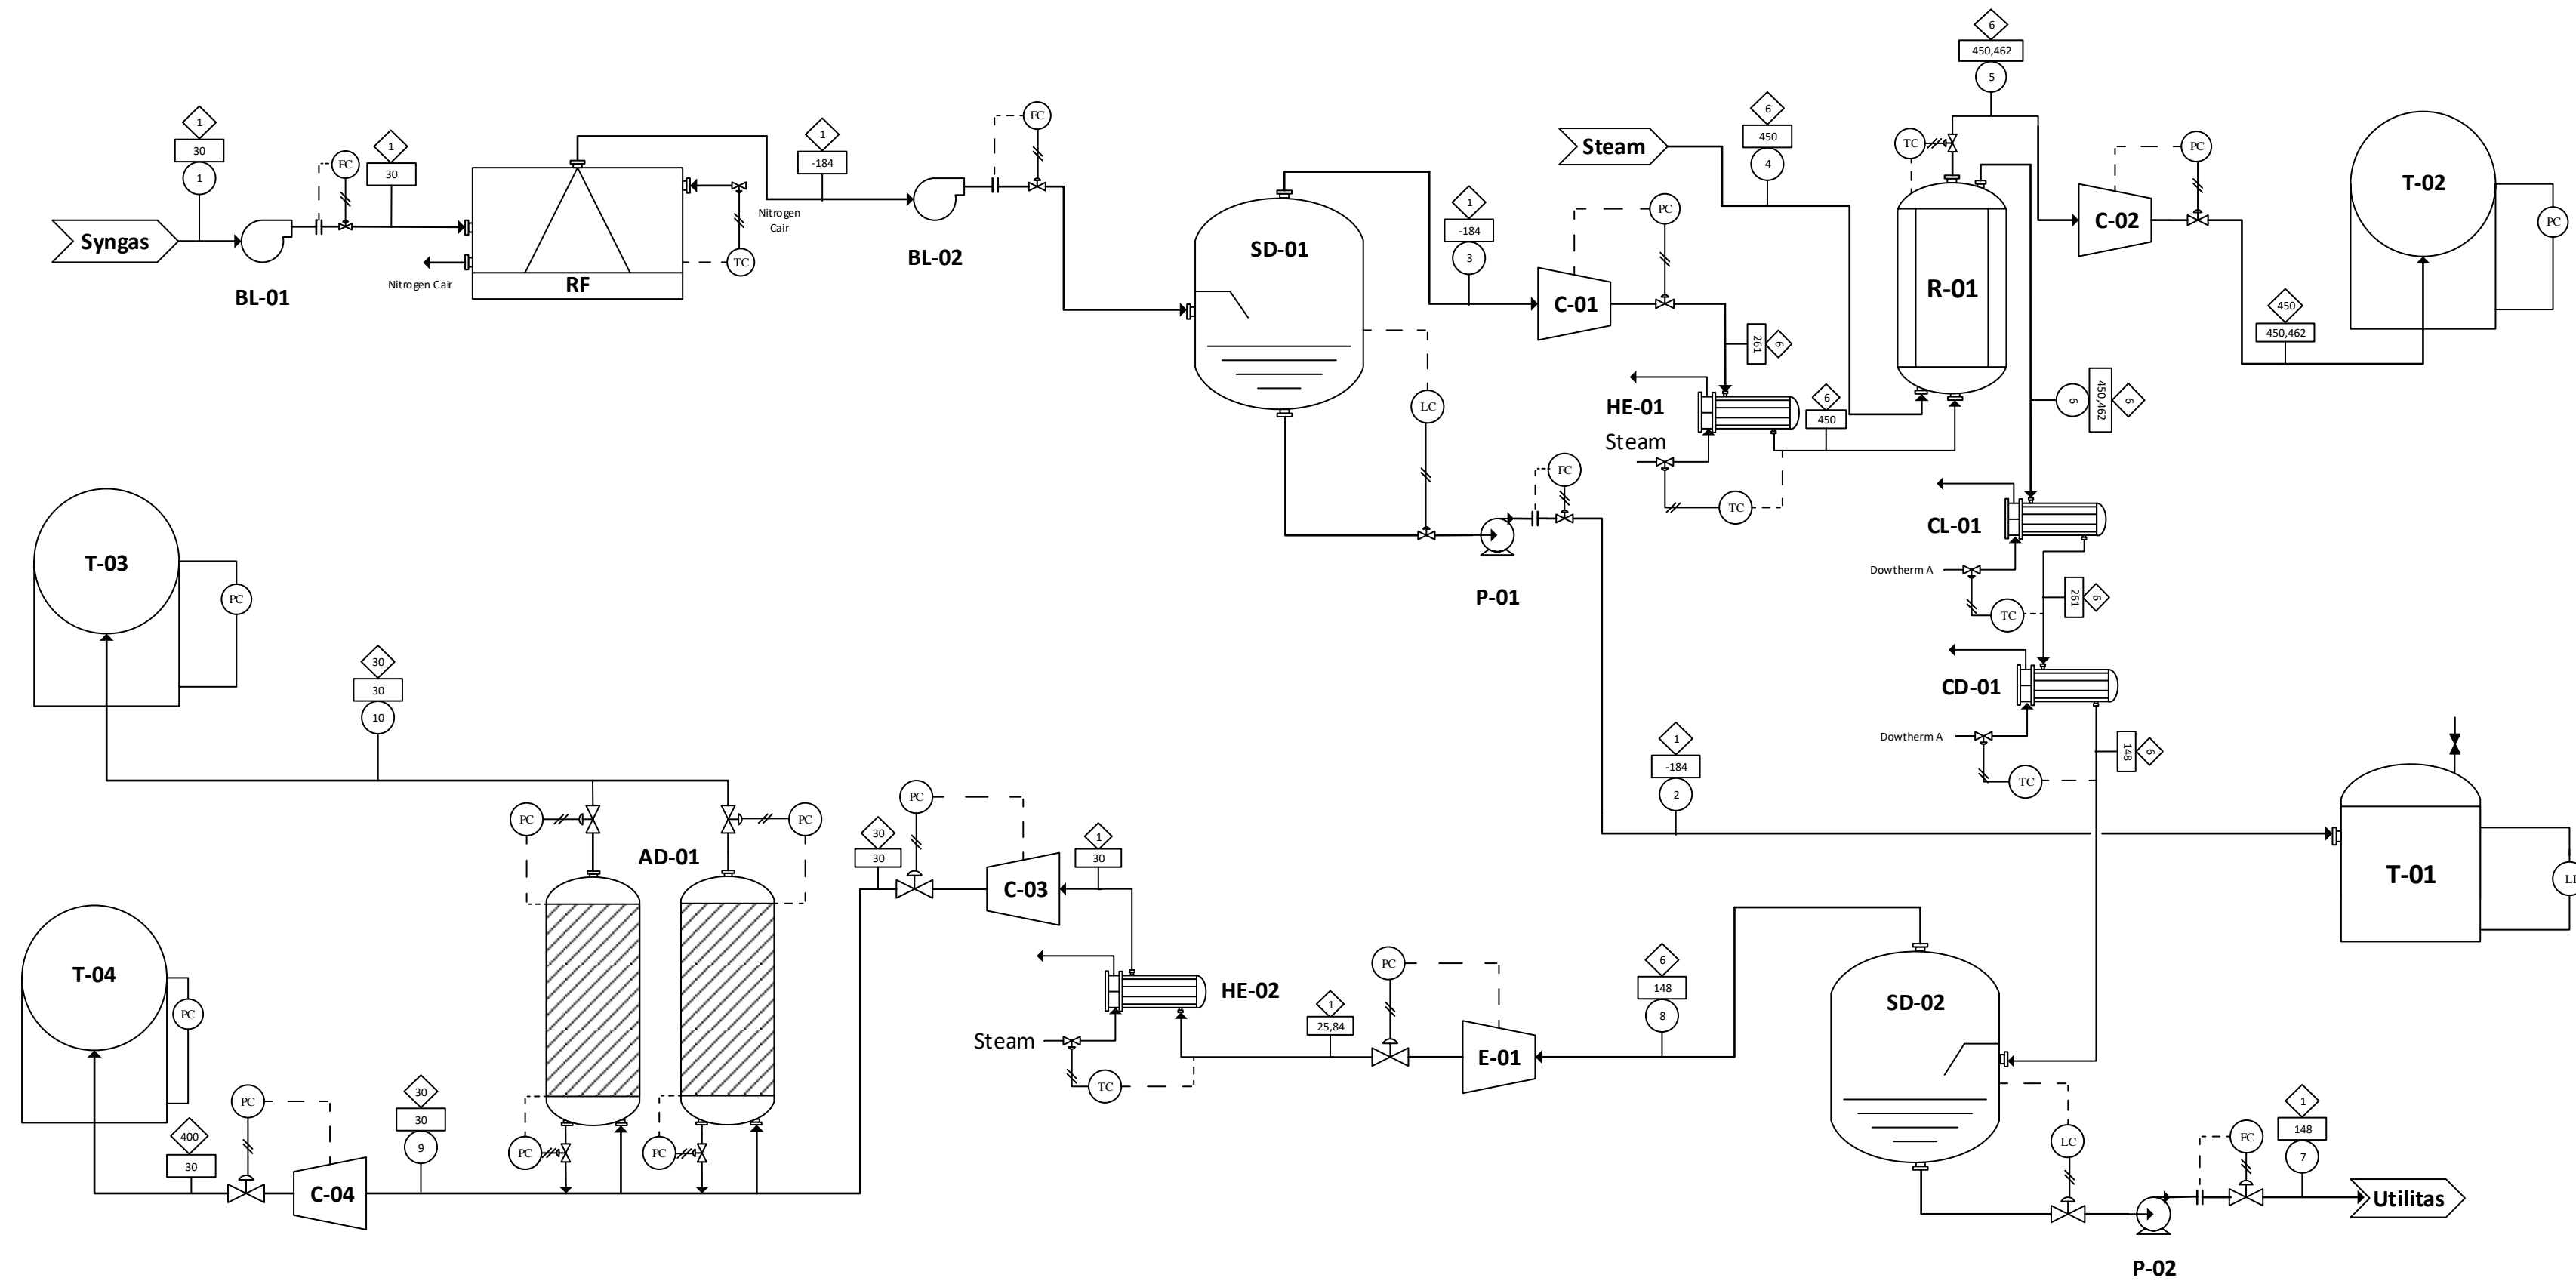 6
450,462
5
6
450
4
Steam
TC
PC
T-02
PC
C-02
R-01
450
450,462
1
30
1
FC
1
30
Syngas
BL-01
Nitrogen Cair
RF
TC
Nitrogen
Cair
1
-184
BL-02
FC
SD-01
1
-184
3
PC
C-01
261
6
HE-01
Steam
6
450
TC
LC
FC
P-01
6
450,462
6
CL-01
Dowtherm A
TC
261
6
CD-01
Dowtherm A
TC
148
6
T-03
PC
30
30
10
1
-184
2
T-01
PC
PC
AD-01
PC
PC
30
30
PC
C-03
1
30
T-04
PC
400
30
PC
C-04
30
30
9
HE-02
Steam
TC
1
25,84
PC
E-01
6
148
8
SD-02
LC
FC
1
148
7
Utilitas
P-02